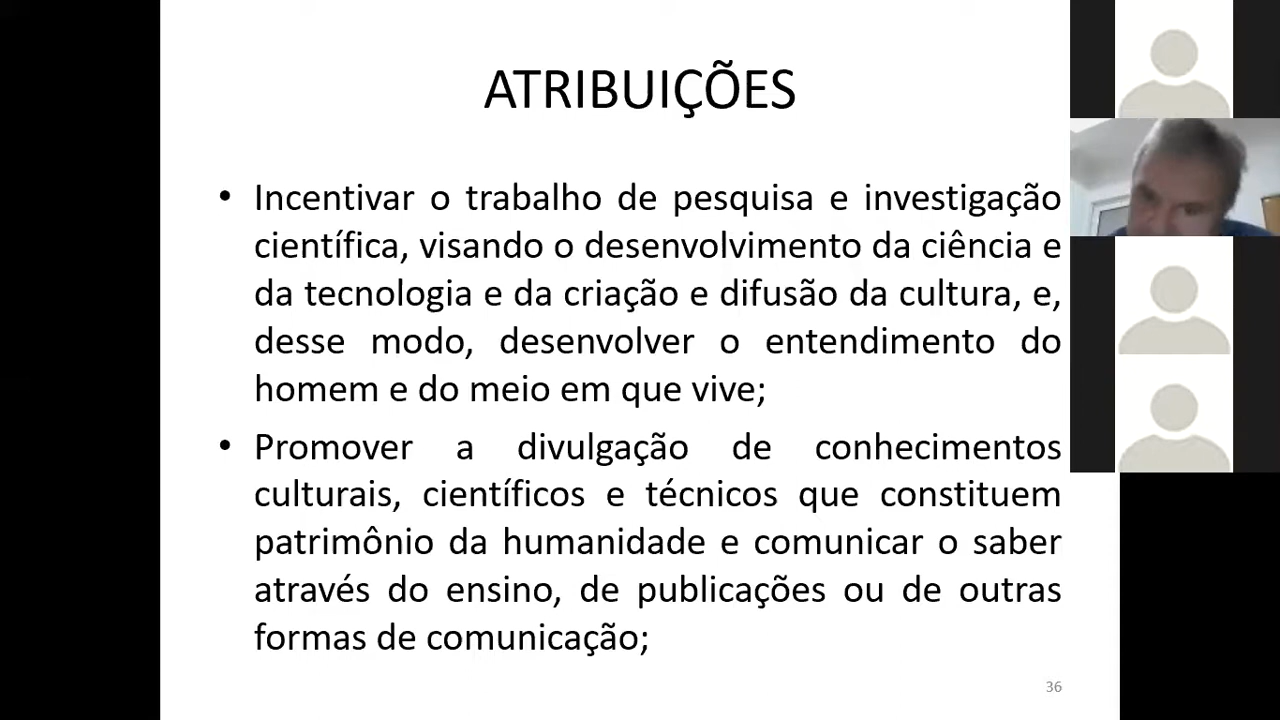 ATRIBUIÇÕES
• Incentivar o trabalho de pesquisa e investigação
científica, visando o desenvolvimento da ciência e
da tecnologia e da criação e difusão da cultura, e,
desse modo, desenvolver o entendimento do
homem e do meio em que vive;
• Promover a divulgação de conhecimentos
culturais, científicos e técnicos que constituem
patrimônio da humanidade e comunicar o saber
através do ensino, de publicações ou de outras
formas de comunicação;
36